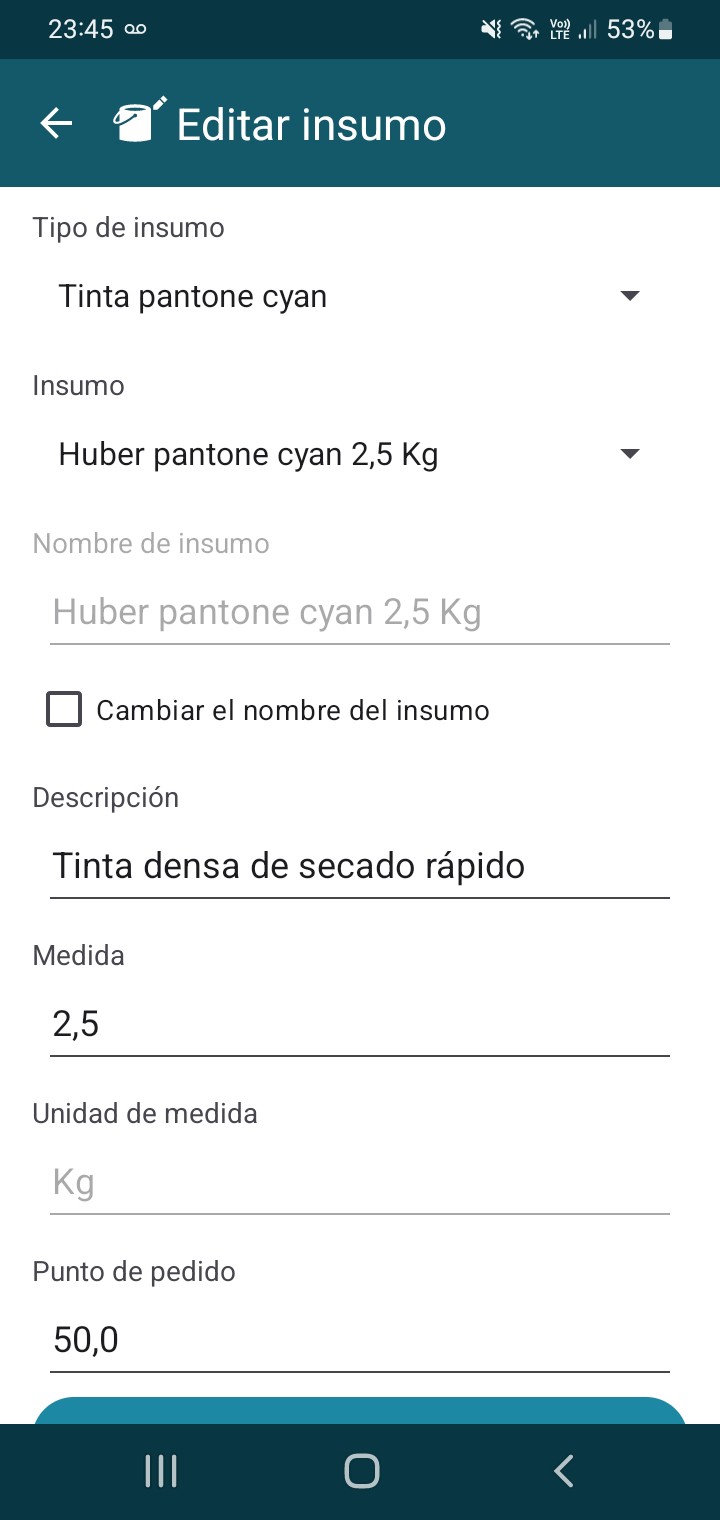 23:45
Vo))
LTE
53%
Editar insumo
Tipo de insumo
Tinta pantone cyan
Insumo
Huber pantone cyan 2,5 Kg
Nombre de insumo
Huber pantone cyan 2,5 Kg
Cambiar el nombre del insumo
Descripción
Tinta densa de secado rápido
Medida
2,5
Unidad de medida
Kg
Punto de pedido
50,0